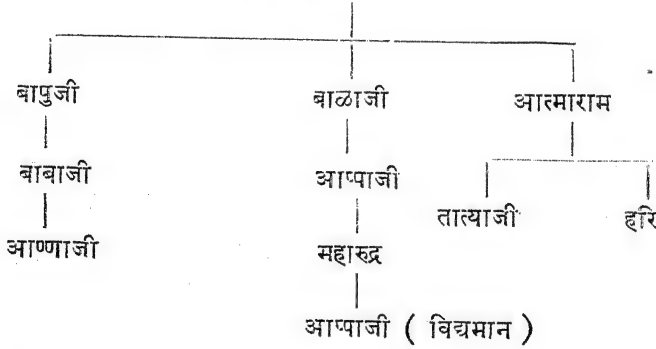 बापुजी बाळाजी आत्माराम
बाबाजी आप्पाजी
तात्याजी हरि
आण्णाजी महारुद्र
आप्पाजी ( विद्यमान )